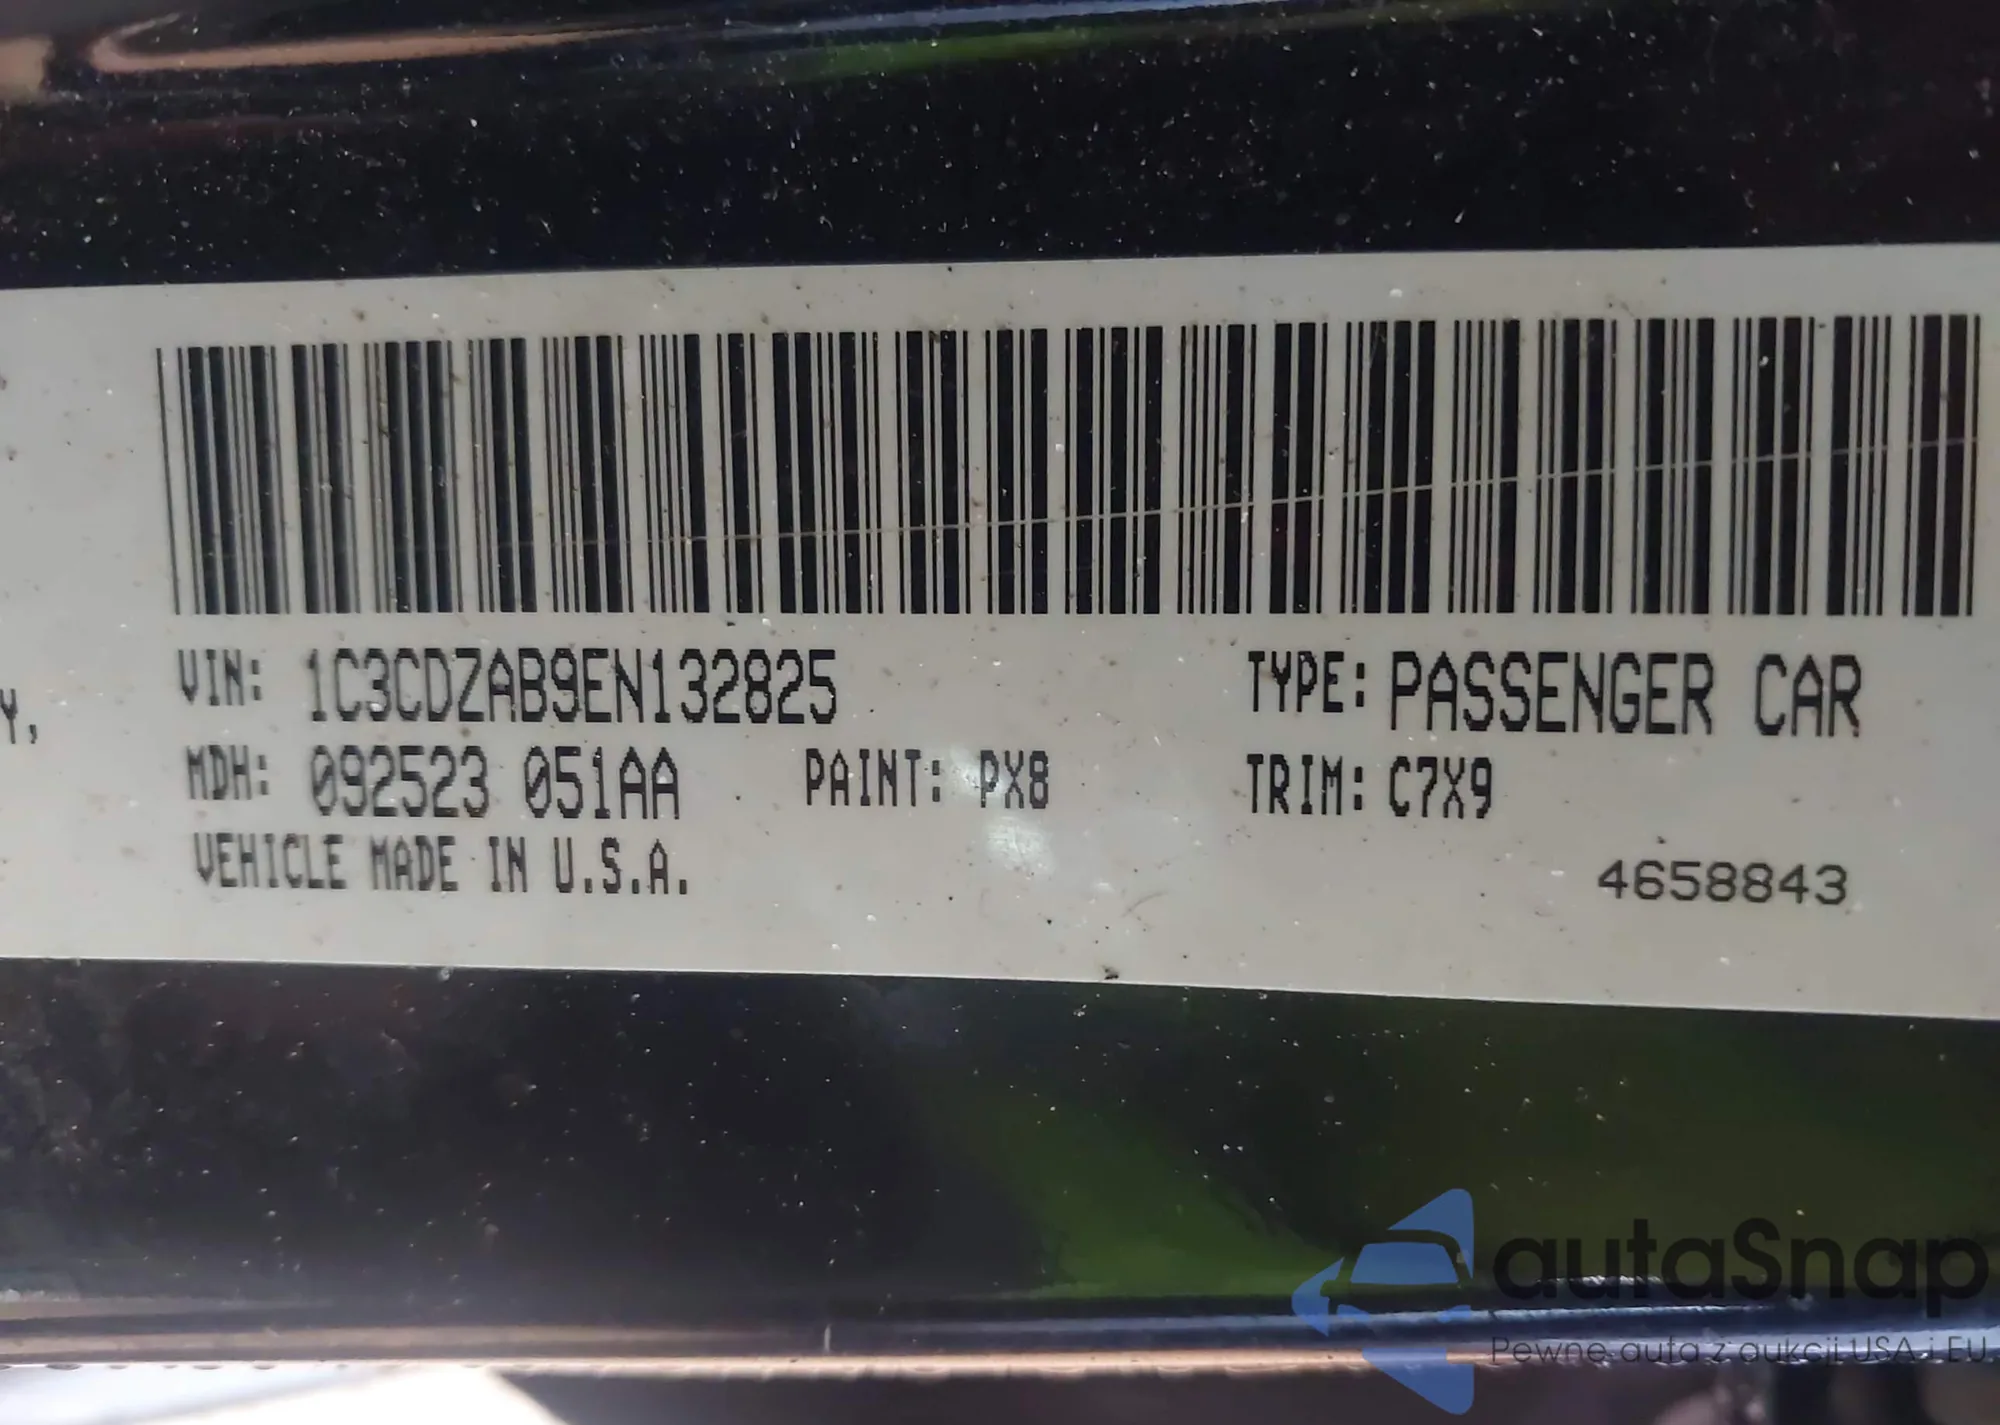 Y,
VIN: 1C3CDZAB9EN132825 TYPE: PASSENGER CAR
MDH: 092523 051AA PAINT: PX8 TRIM: C7X9
VEHICLE MADE IN U.S.A.
4658843
autaSnap
Pewne auta z aukcji USA i EU